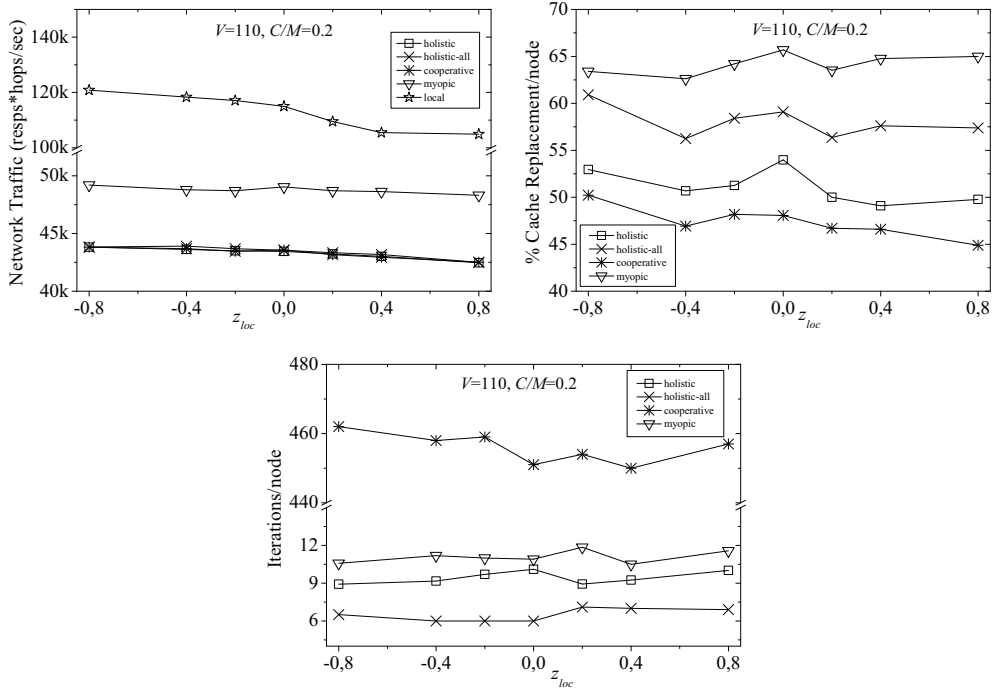 V=110, C/M=0.2
holistic
holistic-all
cooperative
myopic
local
Network Traffic (resps*hops/sec)
140k
120k
100k
50k
45k
40k
-0,8
-0,4
0,0
0,4
0,8
z_loc
V=110, C/M=0.2
holistic
holistic-all
cooperative
myopic
% Cache Replacement/node
70
65
60
55
50
45
40
-0,8
-0,4
0,0
0,4
0,8
z_loc
V=110, C/M=0.2
holistic
holistic-all
cooperative
myopic
Iterations/node
480
460
440
12
9
6
-0,8
-0,4
0,0
0,4
0,8
z_loc